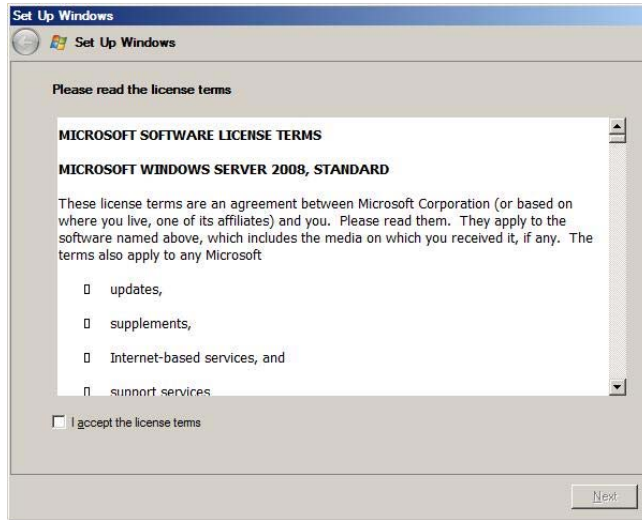 Set Up Windows
Set Up Windows
Please read the license terms
MICROSOFT SOFTWARE LICENSE TERMS
MICROSOFT WINDOWS SERVER 2008, STANDARD
These license terms are an agreement between Microsoft Corporation (or based on
where you live, one of its affiliates) and you. Please read them. They apply to the
software named above, which includes the media on which you received it, if any. The
terms also apply to any Microsoft
updates,
supplements,
Internet-based services, and
support services
I accept the license terms
Next